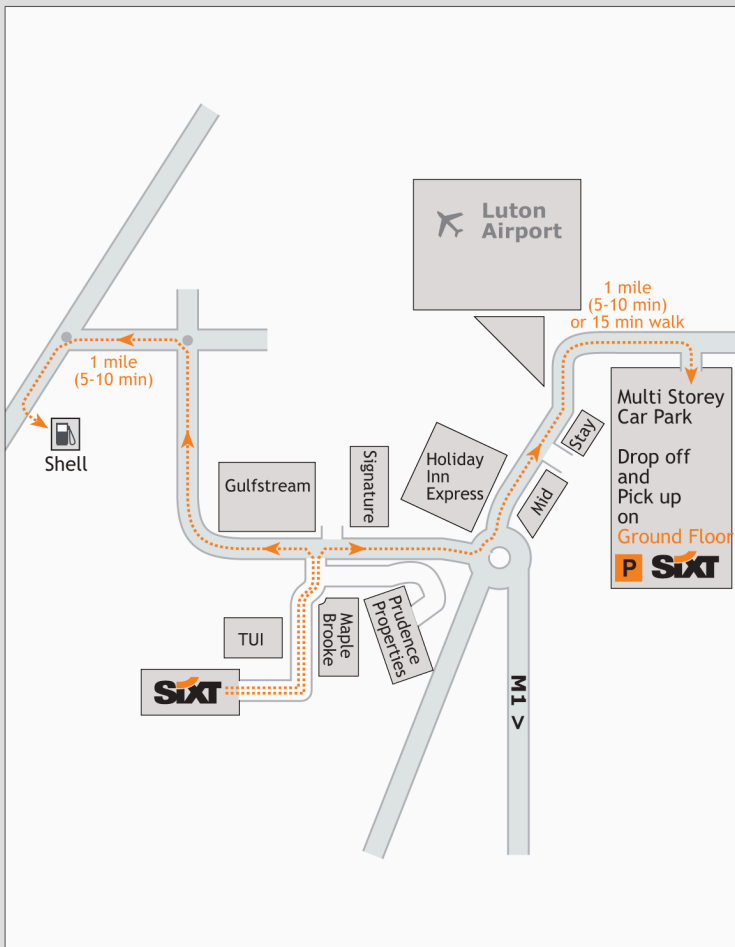 Luton
Airport
1 mile
(5-10 min)
or 15 min walk
1 mile
(5-10 min)
Shell
Multi Storey
Car Park
Drop off
and
Pick up
on
Ground Floor
P SIXT
Stay
Mid
Holiday
Inn
Express
Signature
Gulfstream
TUI
Maple
Brooke
Prudence
Properties
SIXT
M1 >